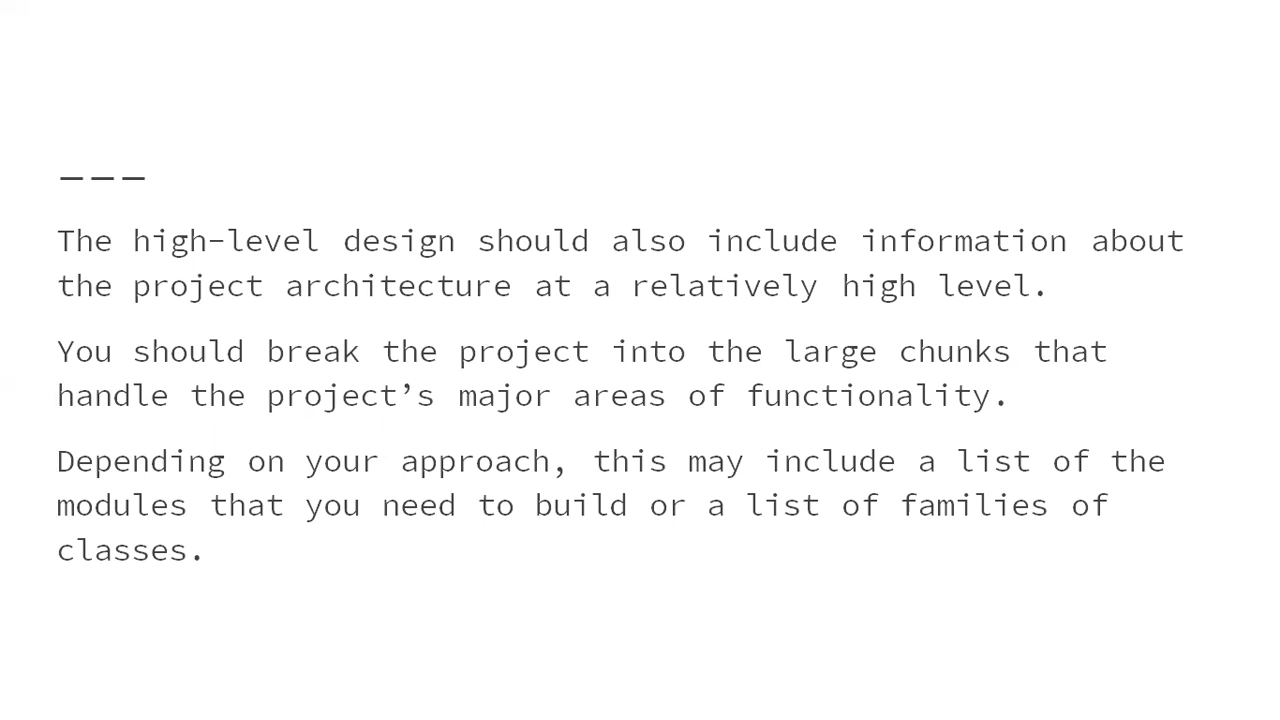 ———
The high-level design should also include information about
the project architecture at a relatively high level.
You should break the project into the large chunks that
handle the project’s major areas of functionality.
Depending on your approach, this may include a list of the
modules that you need to build or a list of families of
classes.